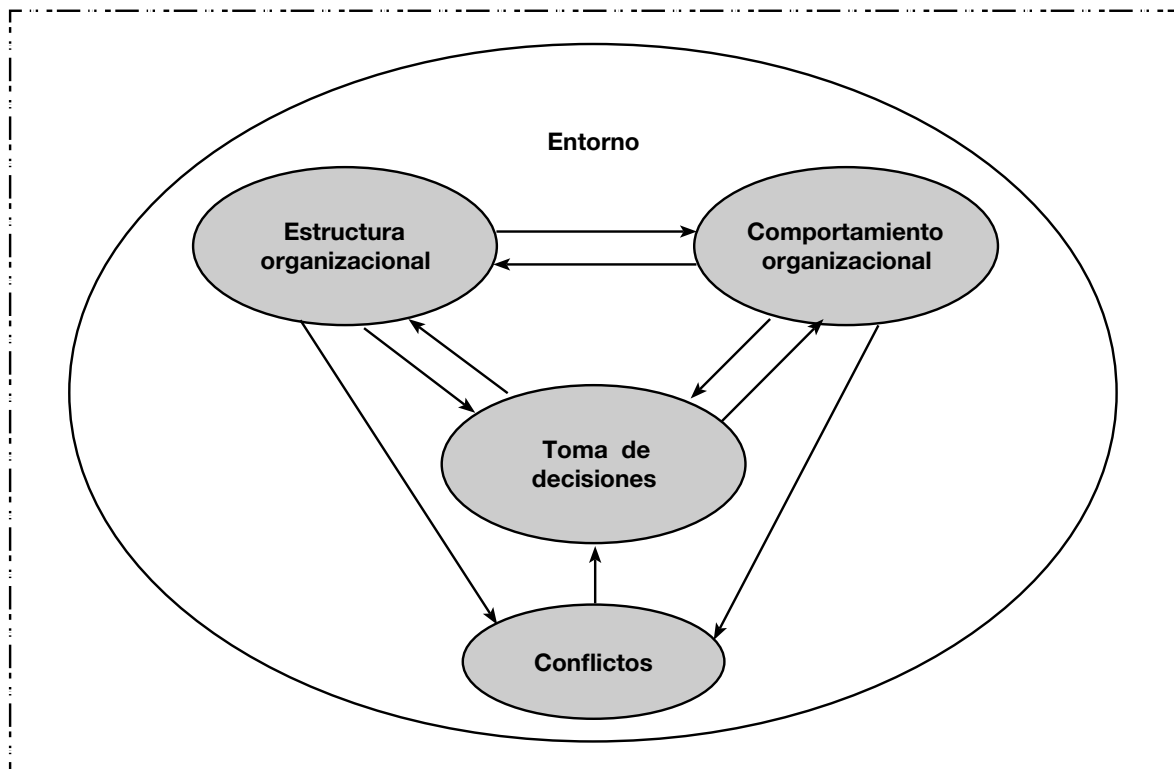 Entorno
Estructura
organizacional
Comportamiento
organizacional
Toma de
decisiones
Conflictos